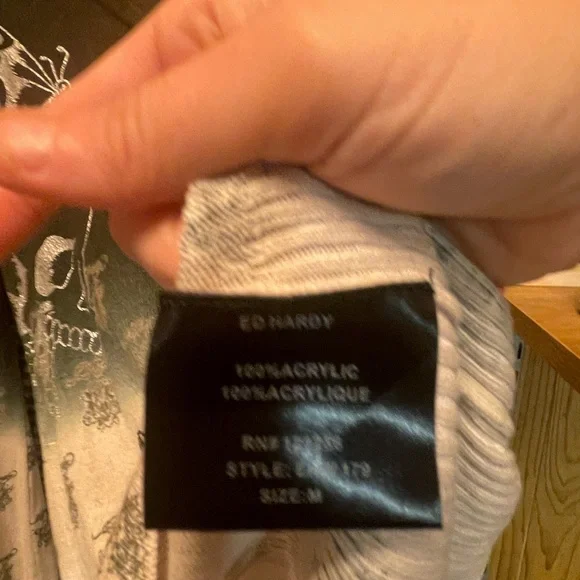 ED HARDY
100%ACRYLIC
100%ACRYLIQUE
RN#
STYLE:
SIZE:M